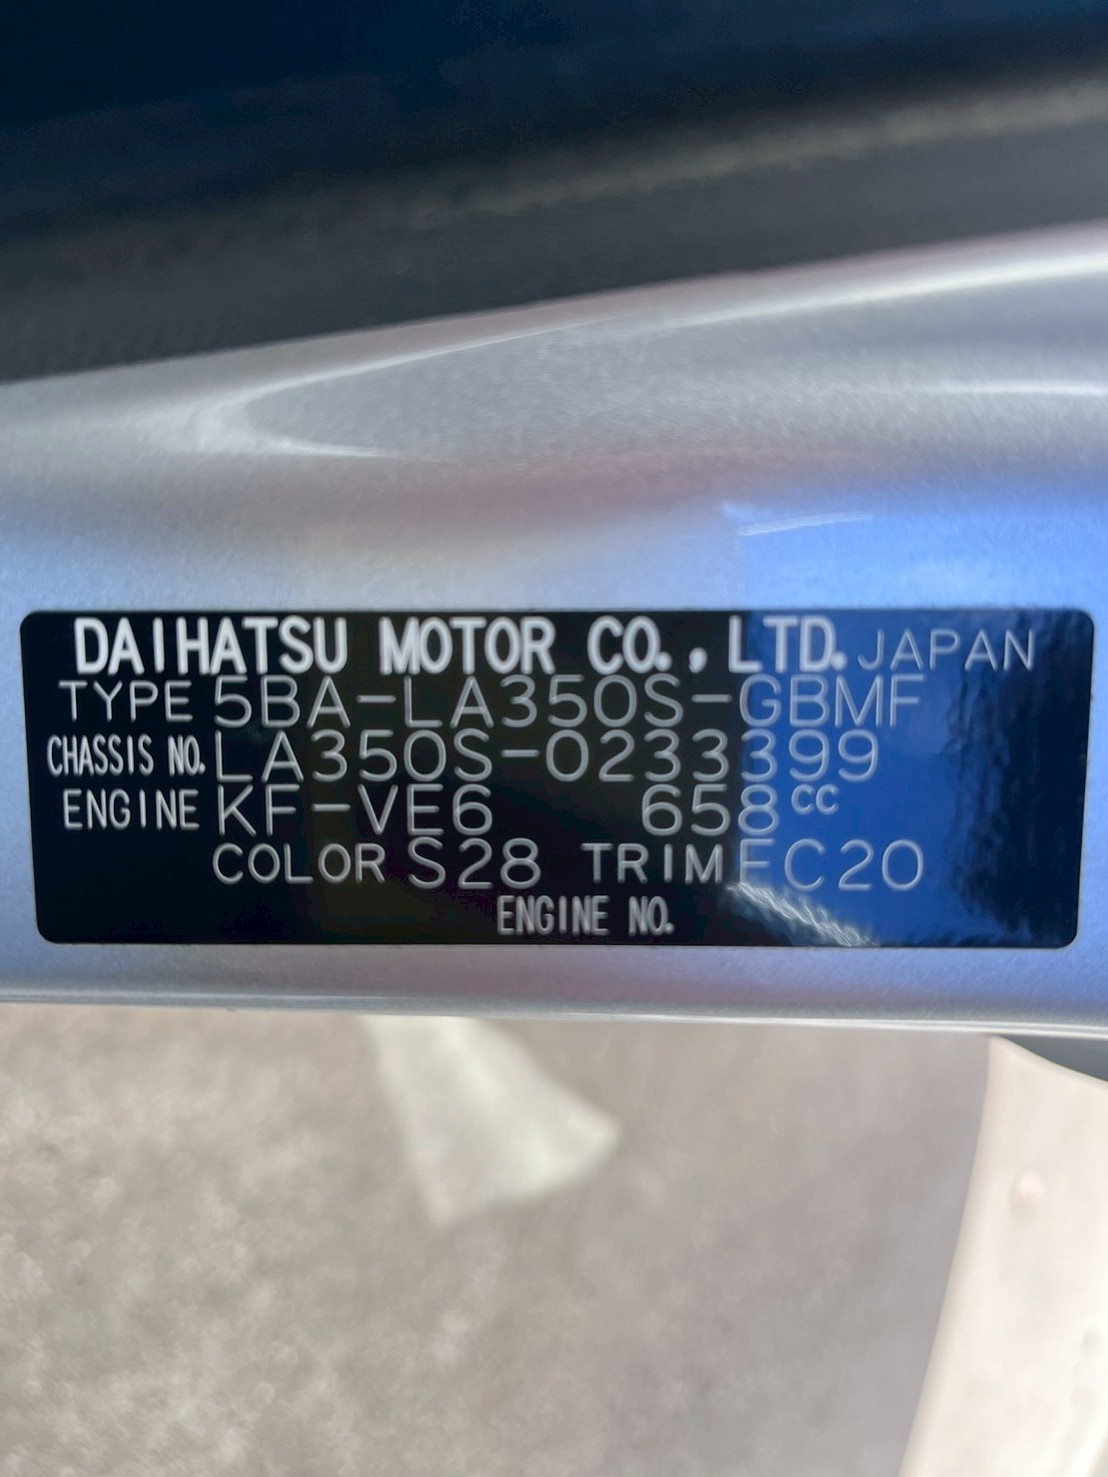 DAIHATSU MOTOR CO., LTD. JAPAN
TYPE 5BA-LA350S-GBMF
CHASSIS NO. LA350S-0233399
ENGINE KF-VE6 658cc
COLOR S28 TRIM FC20
ENGINE NO.